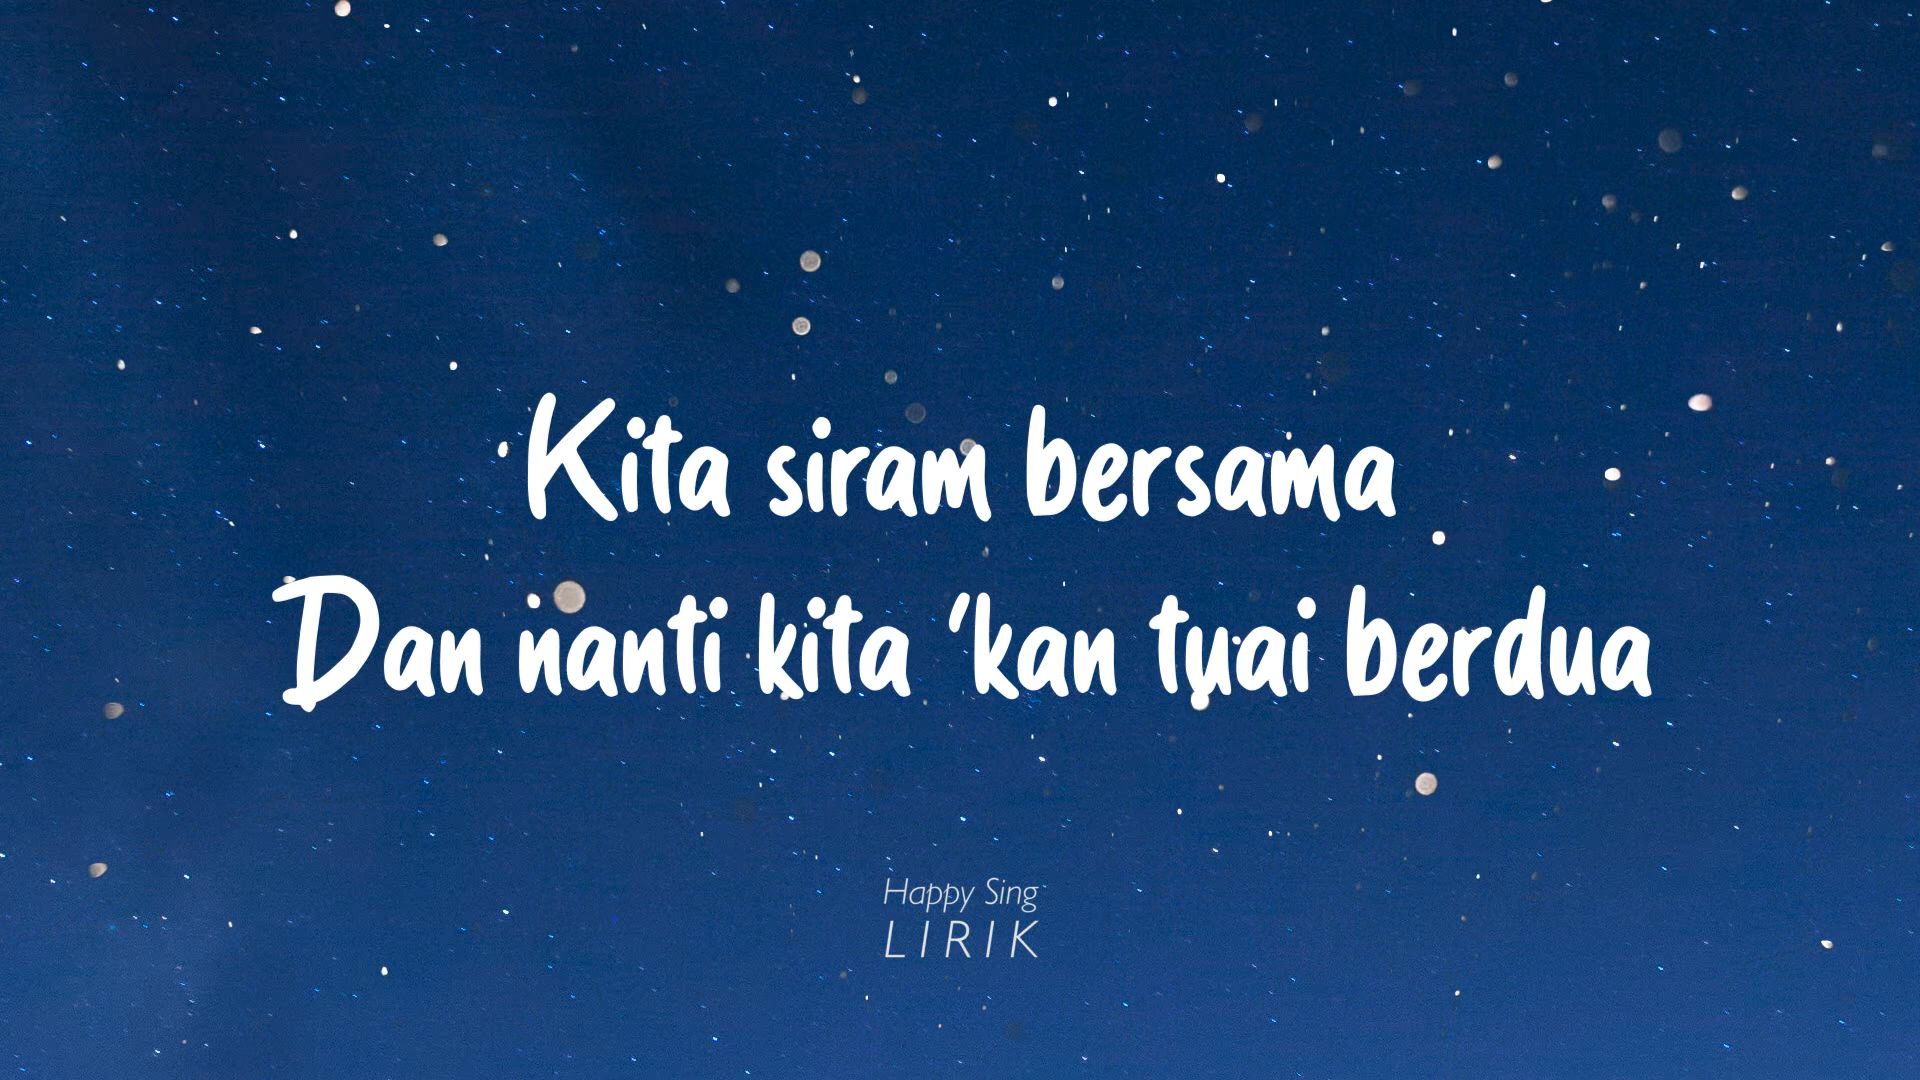 Kita siram bersama
Dan nanti kita ‘kan tuai berdua
Happy Sing
LIRIK